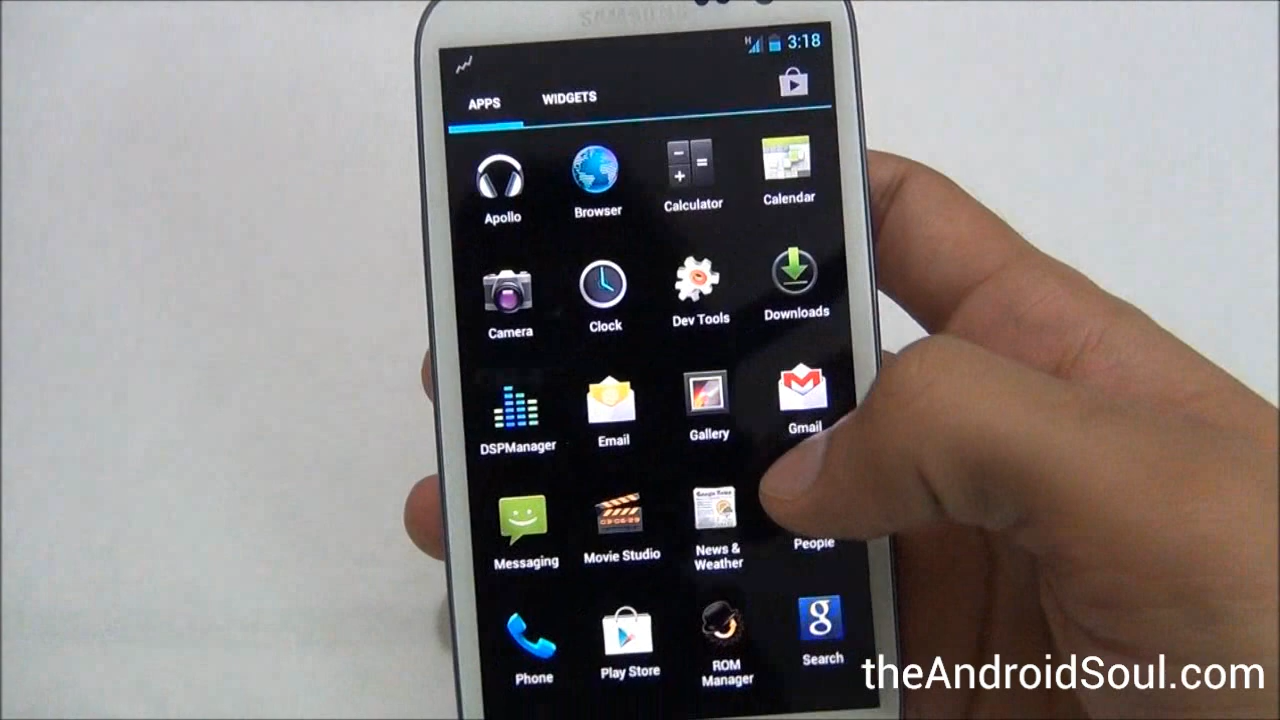 SAMSUNG
H 3:18
APPS WIDGETS
Apollo Browser Calculator Calendar
Camera Clock Dev Tools Downloads
DSPManager Email Gallery Gmail
Messaging Movie Studio News &
Weather People
Phone Play Store ROM
Manager Search
theAndroidSoul.com